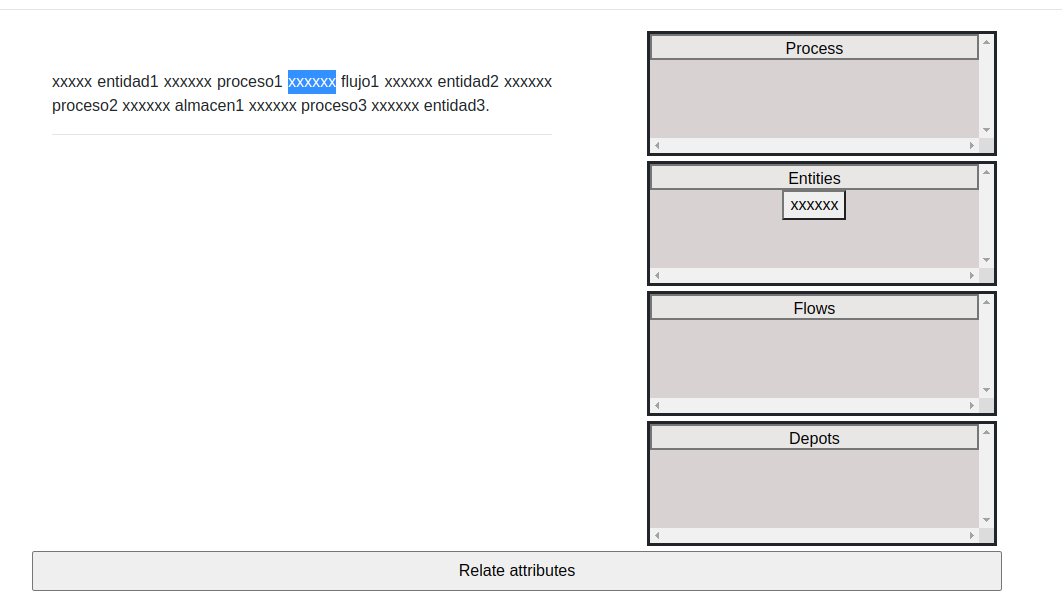 xxxxx entidad1 xxxxxx proceso1 xxxxxx flujo1 xxxxxx entidad2 xxxxxx
proceso2 xxxxxx almacen1 xxxxxx proceso3 xxxxxx entidad3.
Process
Entities
xxxxxx
Flows
Depots
Relate attributes